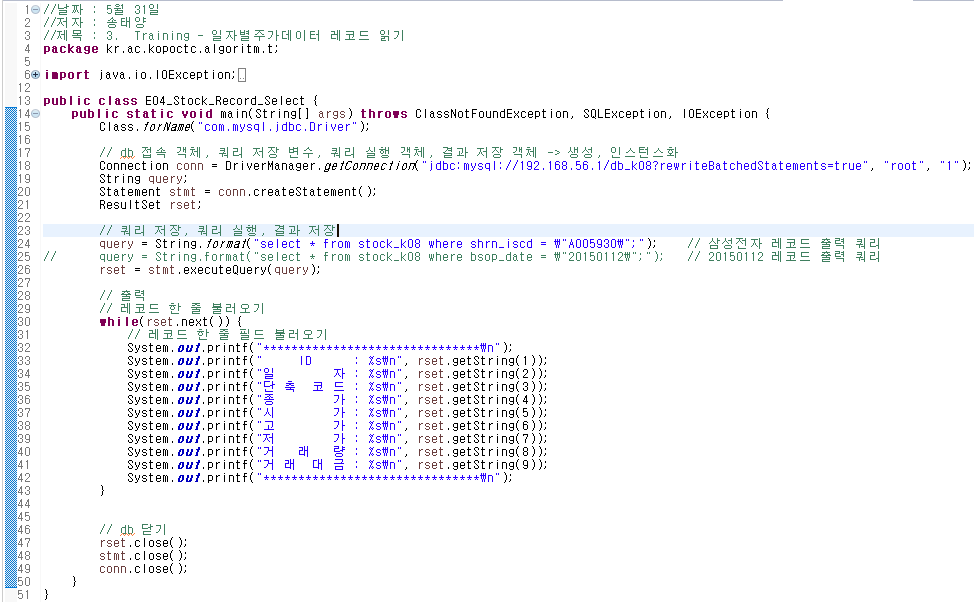 1 //날짜 : 5월 31일
2 //저자 : 송태양
3 //제목 : 3.  Training - 일자별주가데이터 레코드 읽기
4 package kr.ac.kopoctc.algoritm.t;
5
6 import java.io.IOException;
12
13 public class E04_Stock_Record_Select {
14     public static void main(String[] args) throws ClassNotFoundException, SQLException, IOException {
15         Class.forName("com.mysql.jdbc.Driver");
16
17         // db 접속 객체, 쿼리 저장 변수, 쿼리 실행 객체, 결과 저장 객체 -> 생성, 인스턴스화
18         Connection conn = DriverManager.getConnection("jdbc:mysql://192.168.56.1/db_k08?rewriteBatchedStatements=true", "root", "1");
19         String query;
20         Statement stmt = conn.createStatement();
21         ResultSet rset;
22
23         // 쿼리 저장, 쿼리 실행, 결과 저장
24         query = String.format("select * from stock_k08 where shrn_iscd = ₩"A005930₩";");    // 삼성전자 레코드 출력 쿼리
25 //      query = String.format("select * from stock_k08 where bsop_date = ₩"20150112₩";");   // 20150112 레코드 출력 쿼리
26         rset = stmt.executeQuery(query);
27
28         // 출력
29         // 레코드 한 줄 불러오기
30         while(rset.next()) {
31             // 레코드 한 줄 필드 불러오기
32             System.out.printf("*******************************₩n");
33             System.out.printf("     ID      : %s₩n", rset.getString(1));
34             System.out.printf("일        자 : %s₩n", rset.getString(2));
35             System.out.printf("단 축 코 드 : %s₩n", rset.getString(3));
36             System.out.printf("종        가 : %s₩n", rset.getString(4));
37             System.out.printf("시        가 : %s₩n", rset.getString(5));
38             System.out.printf("고        가 : %s₩n", rset.getString(6));
39             System.out.printf("저        가 : %s₩n", rset.getString(7));
40             System.out.printf("거   래   량 : %s₩n", rset.getString(8));
41             System.out.printf("거 래 대 금 : %s₩n", rset.getString(9));
42             System.out.printf("*******************************₩n");
43         }
44
45
46         // db 닫기
47         rset.close();
48         stmt.close();
49         conn.close();
50     }
51 }